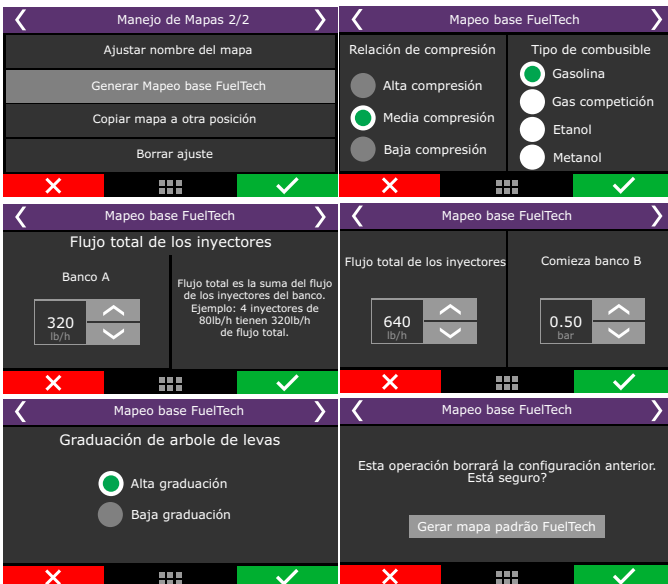 Manejo de Mapas 2/2
Ajustar nombre del mapa
Generar Mapeo base FuelTech
Copiar mapa a otra posición
Borrar ajuste
Mapeo base FuelTech
Relación de compresión
Alta compresión
Media compresión
Baja compresión
Tipo de combusible
Gasolina
Gas competición
Etanol
Metanol
Mapeo base FuelTech
Flujo total de los inyectores
Banco A
320
lb/h
Flujo total es la suma del flujo
de los inyectores del banco.
Ejemplo: 4 inyectores de
80lb/h tienen 320lb/h
de flujo total.
Mapeo base FuelTech
Flujo total de los inyectores
640
lb/h
Comieza banco B
0.50
bar
Mapeo base FuelTech
Graduación de arbole de levas
Alta graduación
Baja graduación
Mapeo base FuelTech
Esta operación borrará la configuración anterior.
Está seguro?
Gerar mapa padrão FuelTech